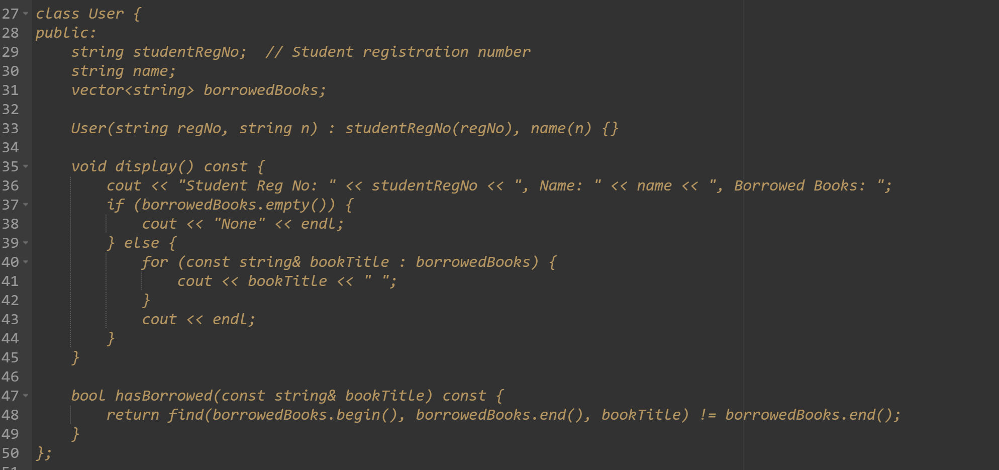 27 class User {
28 public:
29     string studentRegNo;  // Student registration number
30     string name;
31     vector<string> borrowedBooks;
32
33     User(string regNo, string n) : studentRegNo(regNo), name(n) {}
34
35     void display() const {
36         cout << "Student Reg No: " << studentRegNo << ", Name: " << name << ", Borrowed Books: ";
37         if (borrowedBooks.empty()) {
38             cout << "None" << endl;
39         } else {
40             for (const string& bookTitle : borrowedBooks) {
41                 cout << bookTitle << " ";
42             }
43             cout << endl;
44         }
45     }
46
47     bool hasBorrowed(const string& bookTitle) const {
48         return find(borrowedBooks.begin(), borrowedBooks.end(), bookTitle) != borrowedBooks.end();
49     }
50 };
51